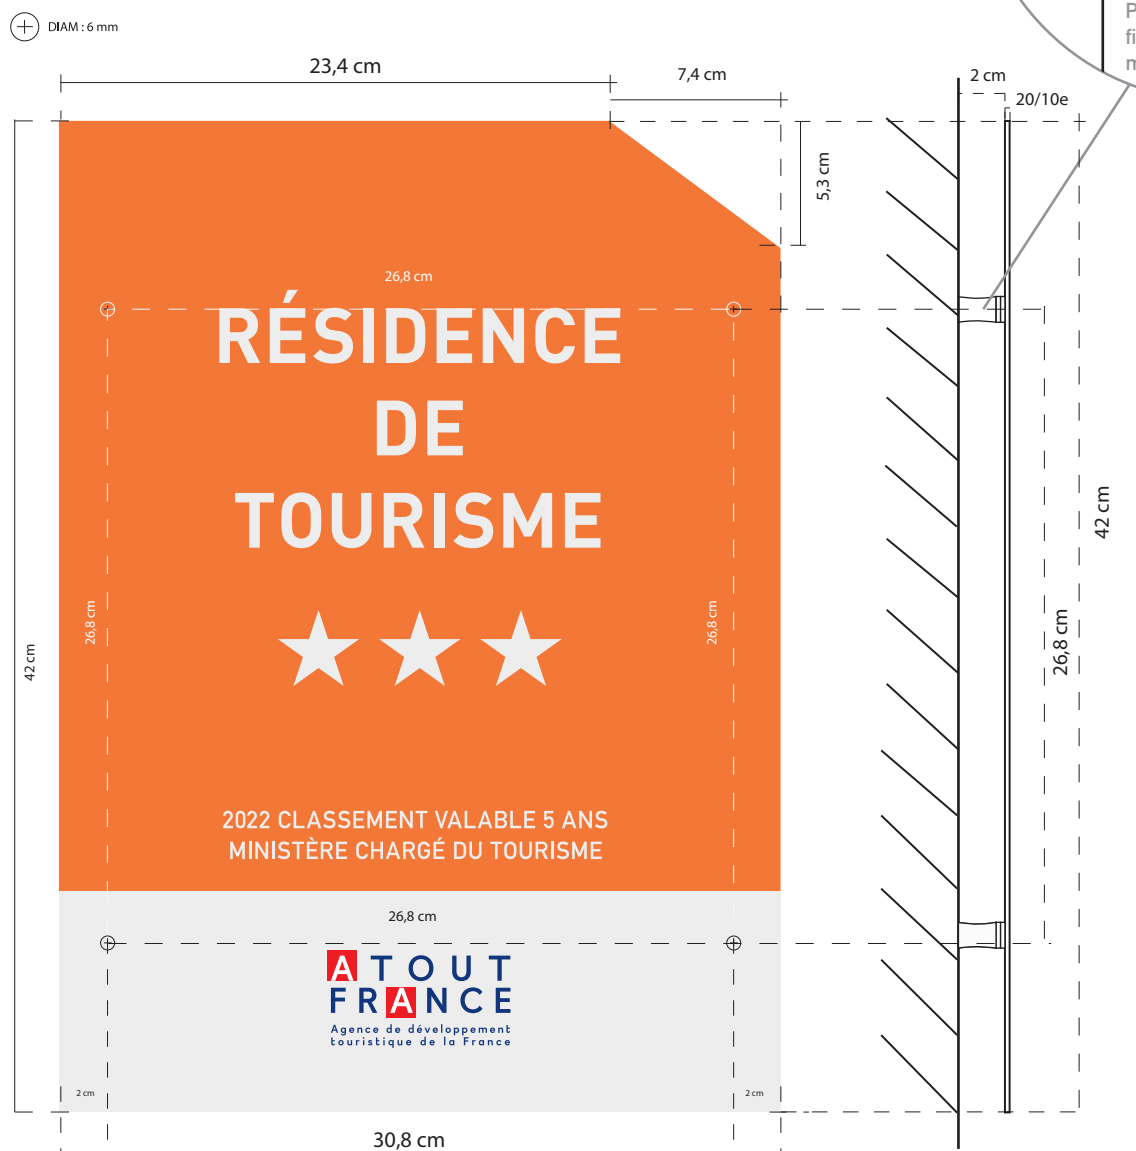 DIAM : 6 mm
P
fi
m
23,4 cm
7,4 cm
2 cm
20/10e
5,3 cm
26,8 cm
RÉSIDENCE
DE
TOURISME
42 cm
26,8 cm
26,8 cm
42 cm
26,8 cm
2022 CLASSEMENT VALABLE 5 ANS
MINISTÈRE CHARGÉ DU TOURISME
26,8 cm
ATOUT
FRANCE
Agence de développement
touristique de la France
2 cm
2 cm
30,8 cm